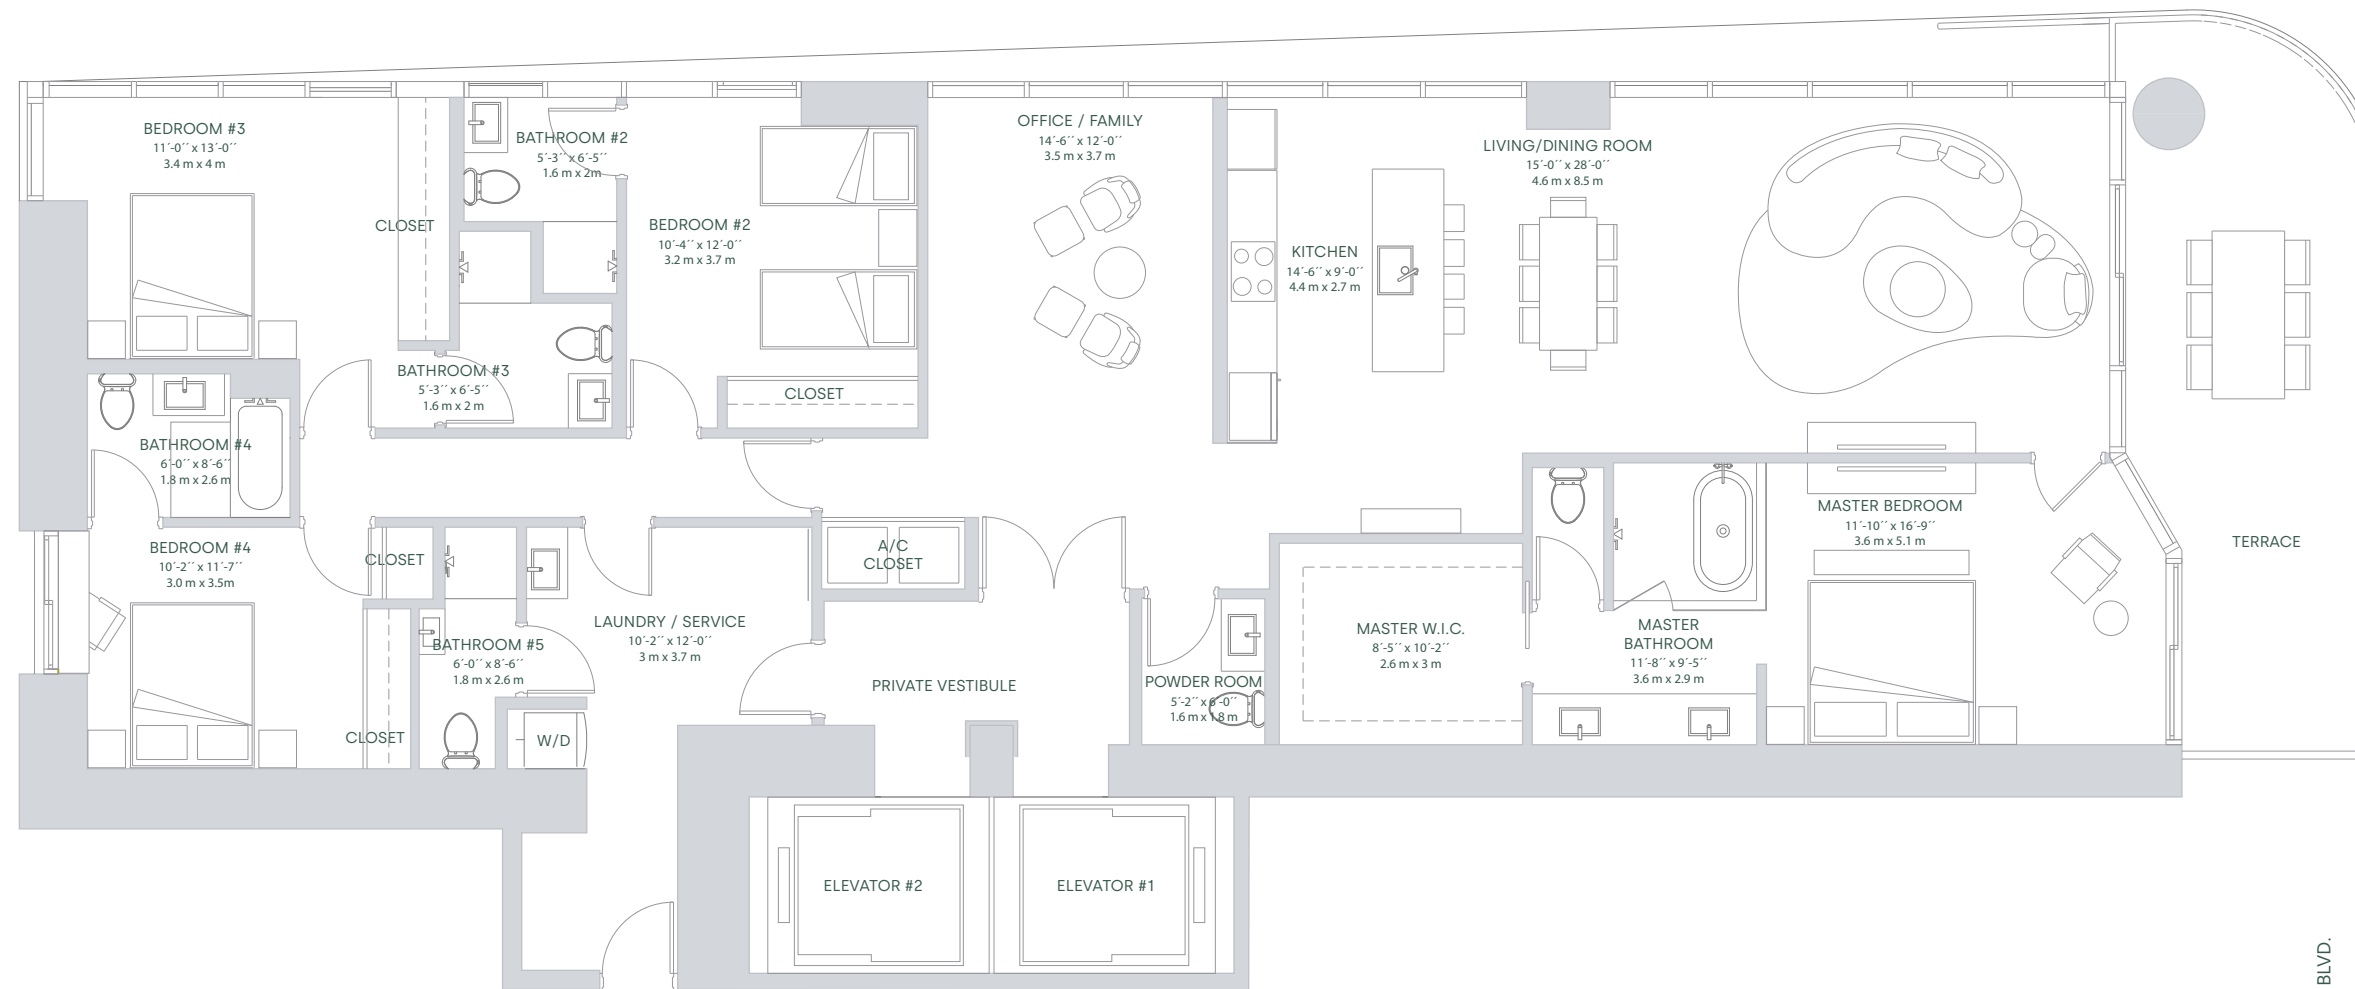 BEDROOM #3
11´-0´´ x 13´-0´´
3.4 m x 4 m
CLOSET
BATHROOM #2
5´-3´´ x 6´-5´´
1.6 m x 2m
BEDROOM #2
10´-4´´ x 12´-0´´
3.2 m x 3.7 m
CLOSET
OFFICE / FAMILY
14´-6´´ x 12´-0´´
3.5 m x 3.7 m
KITCHEN
14´-6´´ x 9´-0´´
4.4 m x 2.7 m
LIVING/DINING ROOM
15´-0´´ x 28´-0´´
4.6 m x 8.5 m
BATHROOM #3
5´-3´´ x 6´-5´´
1.6 m x 2 m
BATHROOM #4
6´-0´´ x 8´-6´´
1.8 m x 2.6 m
BEDROOM #4
10´-2´´ x 11´-7´´
3.0 m x 3.5m
CLOSET
CLOSET
BATHROOM #5
6´-0´´ x 8´-6´´
1.8 m x 2.6 m
W/D
LAUNDRY / SERVICE
10´-2´´ x 12´-0´´
3 m x 3.7 m
A/C
CLOSET
PRIVATE VESTIBULE
POWDER ROOM
5´-2´´ x 6´-0´´
1.6 m x 1.8 m
MASTER W.I.C.
8´-5´´ x 10´-2´´
2.6 m x 3 m
MASTER
BATHROOM
11´-8´´ x 9´-5´´
3.6 m x 2.9 m
MASTER BEDROOM
11´-10´´ x 16´-9´´
3.6 m x 5.1 m
TERRACE
ELEVATOR #2
ELEVATOR #1
BLVD.